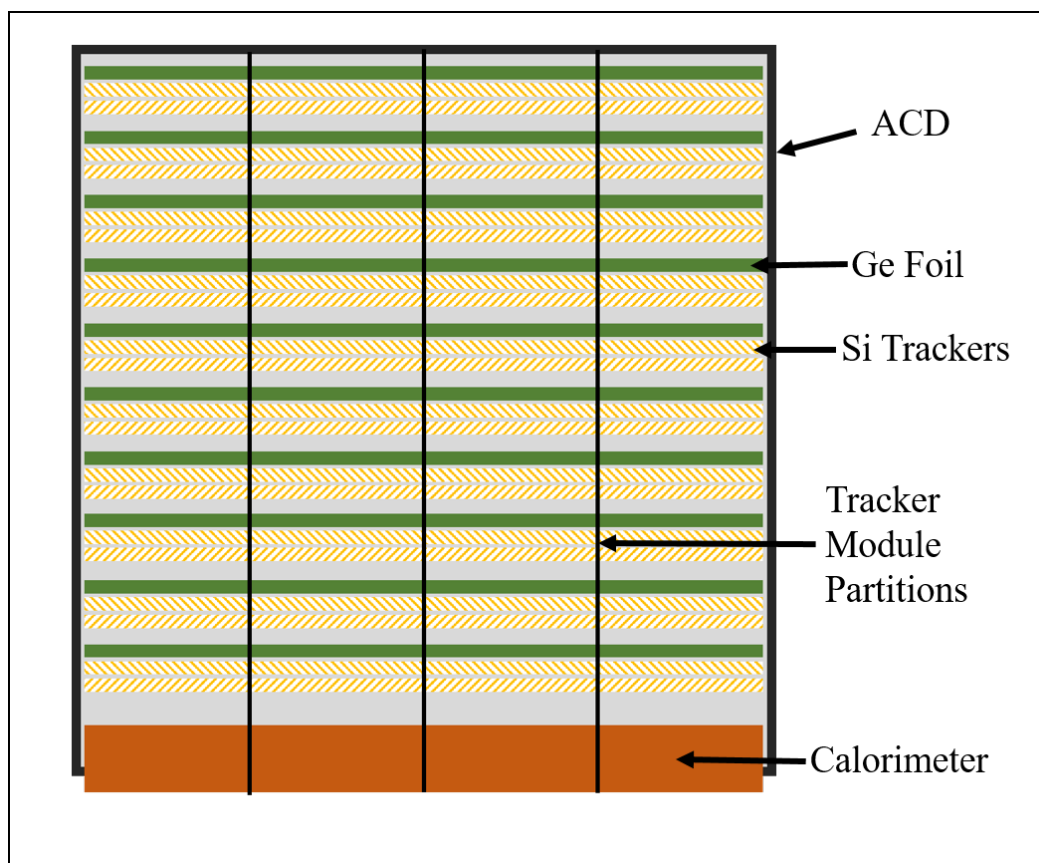 ACD
Ge Foil
Si Trackers
Tracker
Module
Partitions
Calorimeter